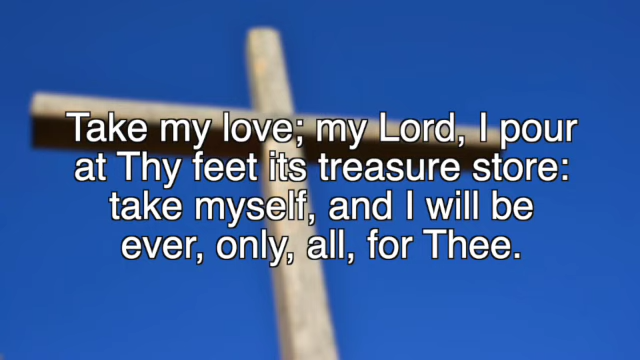 Take my love; my Lord, I pour
at Thy feet its treasure store:
take myself, and I will be
ever, only, all, for Thee.